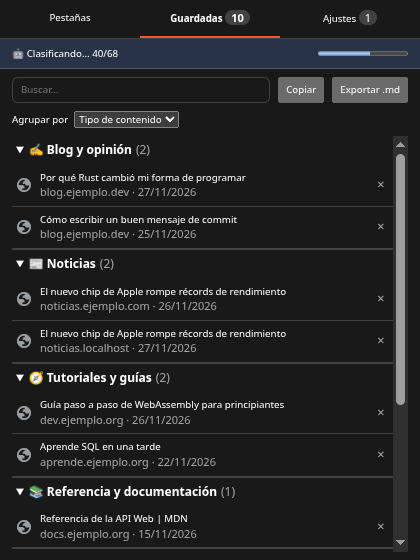 Pestañas
Guardadas 10
Ajustes 1
🤖 Clasificando... 40/68
Buscar...
Copiar
Exportar .md
Agrupar por Tipo de contenido
▼ ✍️ Blog y opinión (2)
Por qué Rust cambió mi forma de programar
blog.ejemplo.dev · 27/11/2026
×
Cómo escribir un buen mensaje de commit
blog.ejemplo.dev · 25/11/2026
×
▼ 📰 Noticias (2)
El nuevo chip de Apple rompe récords de rendimiento
noticias.ejemplo.com · 26/11/2026
×
El nuevo chip de Apple rompe récords de rendimiento
noticias.localhost · 27/11/2026
×
▼ 🧭 Tutoriales y guías (2)
Guía paso a paso de WebAssembly para principiantes
dev.ejemplo.org · 26/11/2026
×
Aprende SQL en una tarde
aprende.ejemplo.org · 22/11/2026
×
▼ 📚 Referencia y documentación (1)
Referencia de la API Web | MDN
docs.ejemplo.org · 15/11/2026
×